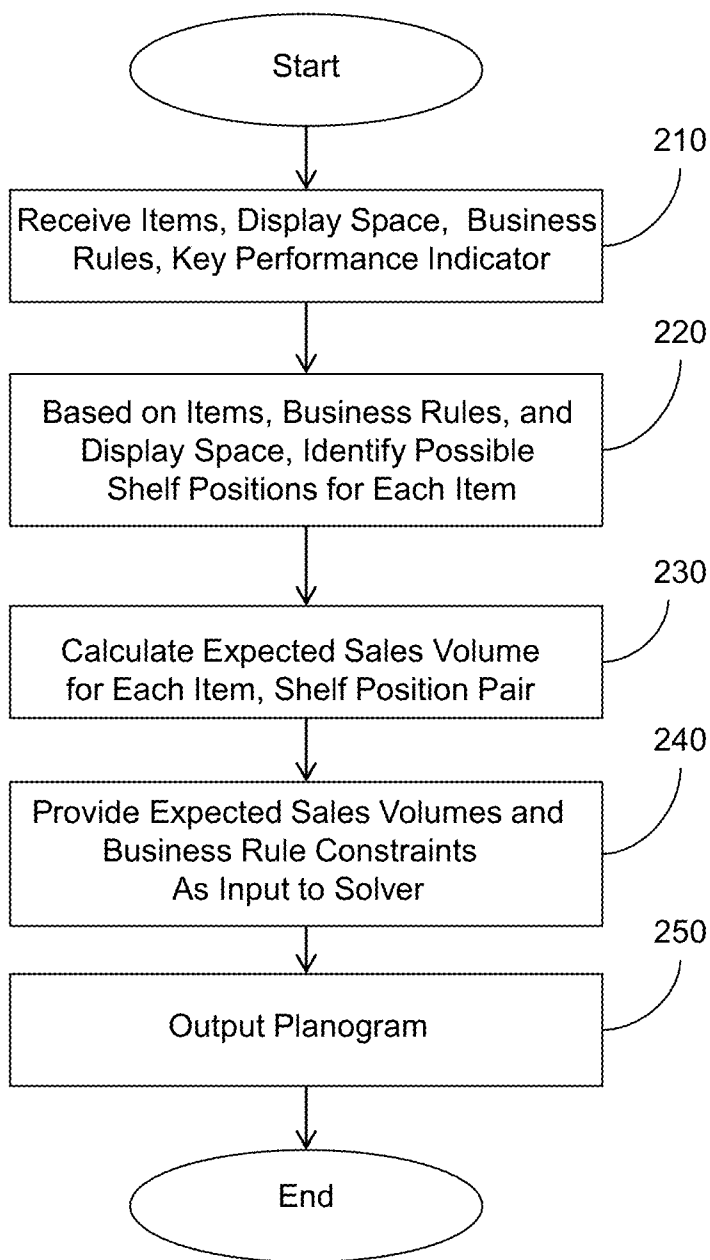 Start
210
Receive Items, Display Space, Business
Rules, Key Performance Indicator
220
Based on Items, Business Rules, and
Display Space, Identify Possible
Shelf Positions for Each Item
230
Calculate Expected Sales Volume
for Each Item, Shelf Position Pair
240
Provide Expected Sales Volumes and
Business Rule Constraints
As Input to Solver
250
Output Planogram
End